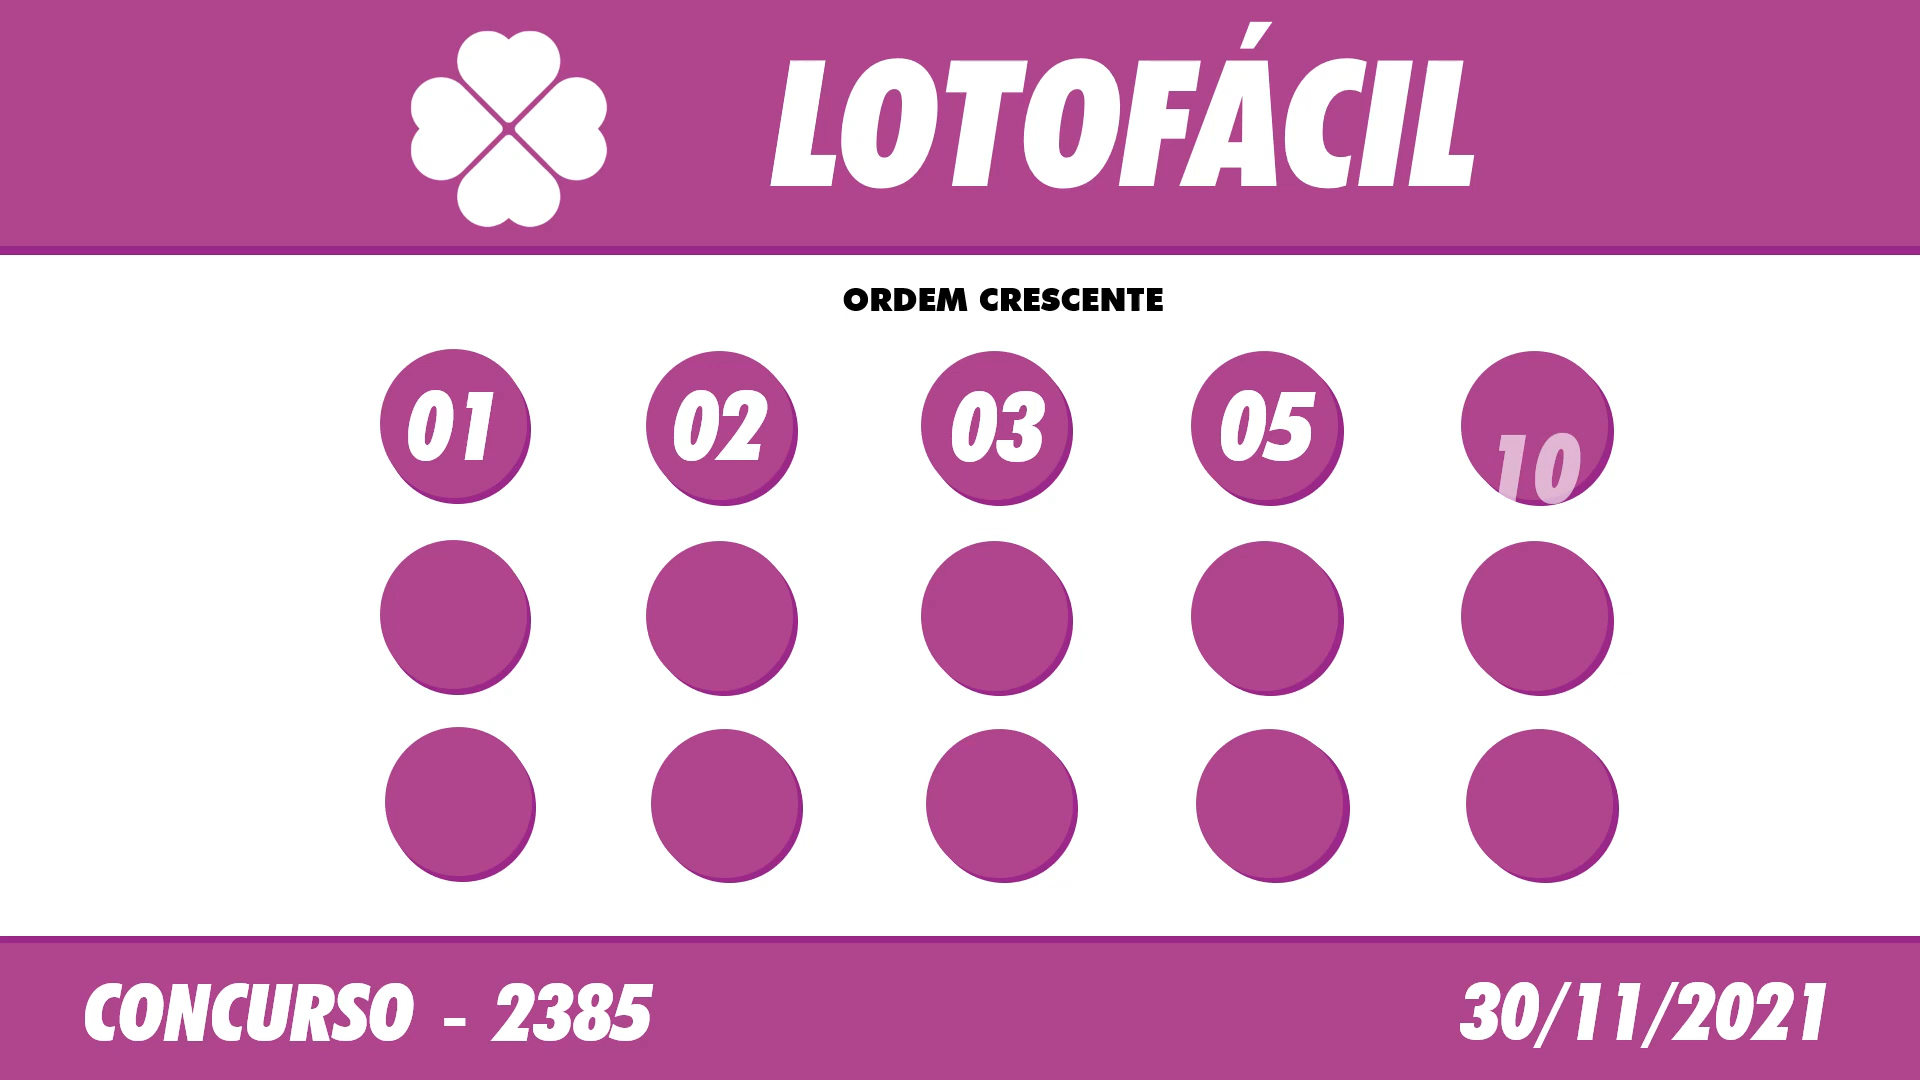 LOTOFÁCIL
ORDEM CRESCENTE
01 02 03 05 10
CONCURSO - 2385
30/11/2021